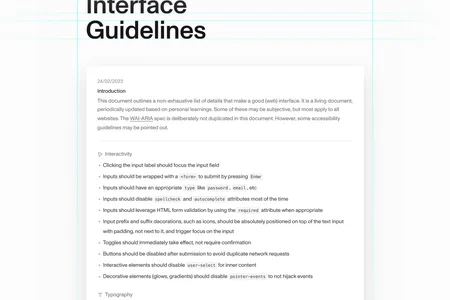 Interface
Guidelines
24/02/2023
Introduction
This document outlines a non-exhaustive list of details that make a good (web) interface. It is a living document,
periodically updated based on personal learnings. Some of these may be subjective, but most apply to all
websites. The WAI-ARIA spec is deliberately not duplicated in this document. However, some accessibility
guidelines may be pointed out.
Interactivity
• Clicking the input label should focus the input field
• Inputs should be wrapped with a <form> to submit by pressing Enter
• Inputs should have an appropriate type like password, email, etc
• Inputs should disable spellcheck and autocomplete attributes most of the time
• Inputs should leverage HTML form validation by using the required attribute when appropriate
• Input prefix and suffix decorations, such as icons, should be absolutely positioned on top of the text input
with padding, not next to it, and trigger focus on the input
• Toggles should immediately take effect, not require confirmation
• Buttons should be disabled after submission to avoid duplicate network requests
• Interactive elements should disable user-select for inner content
• Decorative elements (glows, gradients) should disable pointer-events to not hijack events
Typography